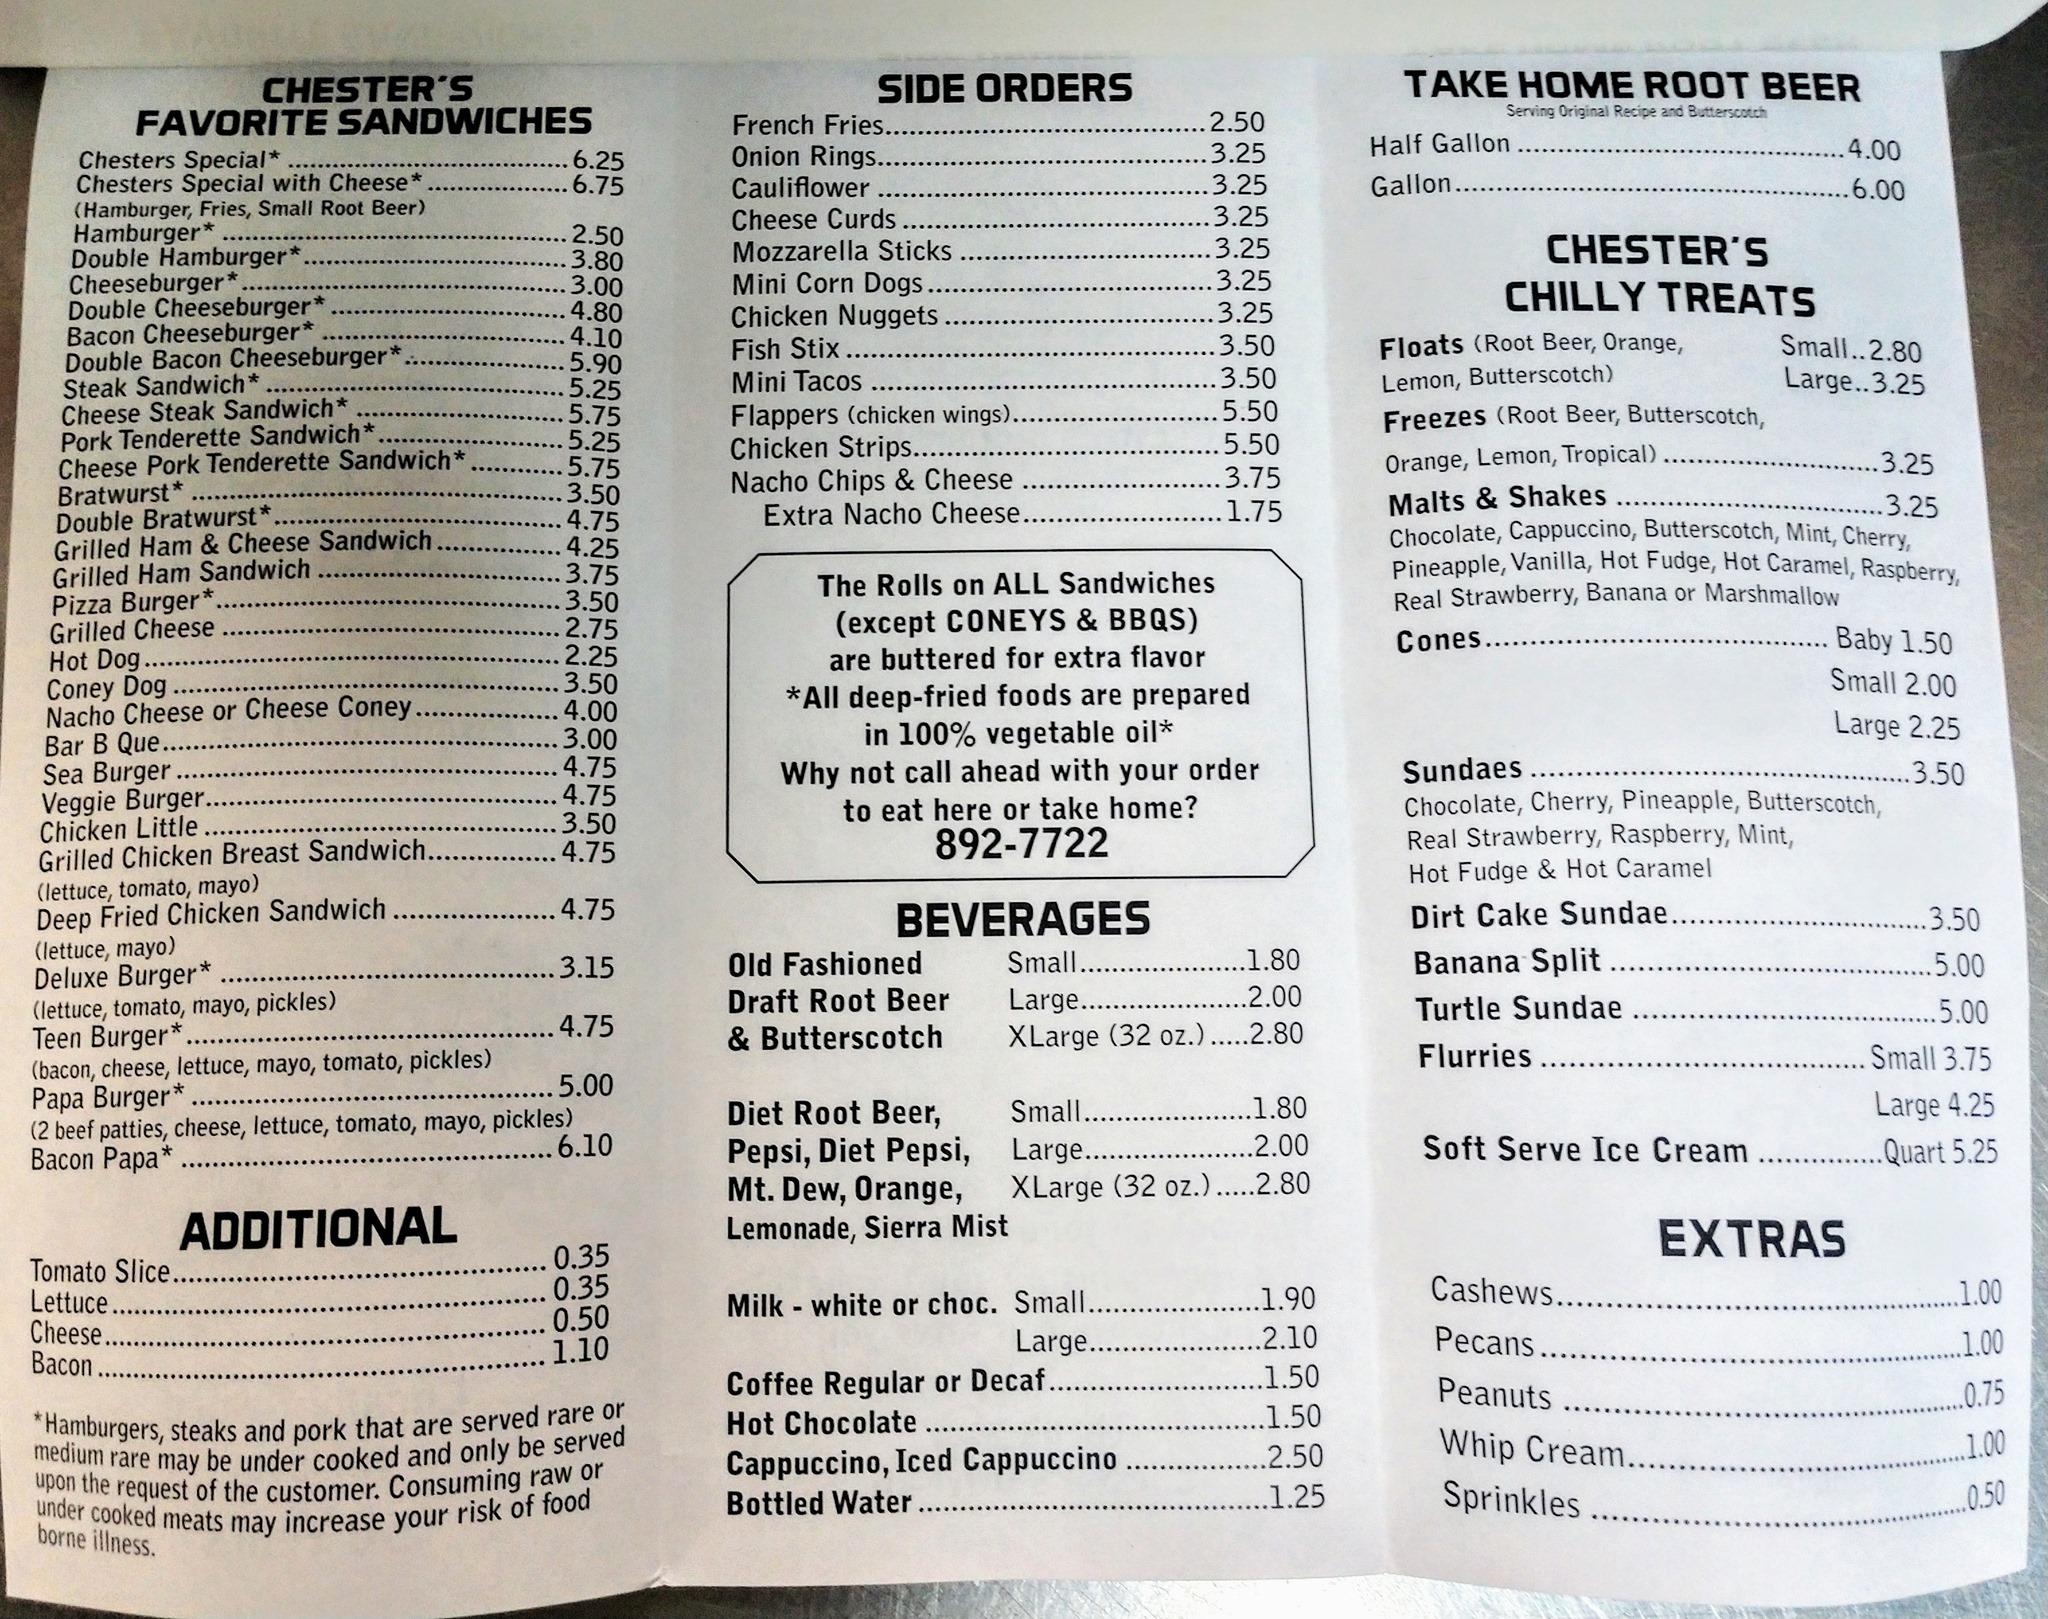 CHESTER'S
FAVORITE SANDWICHES
Chesters Special* ........ 6.25
Chesters Special with Cheese* ........ 6.75
(Hamburger, Fries, Small Root Beer)
Hamburger* ........ 2.50
Double Hamburger* ........ 3.80
Cheeseburger* ........ 3.00
Double Cheeseburger* ........ 4.80
Bacon Cheeseburger* ........ 4.10
Double Bacon Cheeseburger* ........ 5.90
Steak Sandwich* ........ 5.25
Cheese Steak Sandwich* ........ 5.75
Pork Tenderette Sandwich* ........ 5.25
Cheese Pork Tenderette Sandwich* ........ 5.75
Bratwurst* ........ 3.50
Double Bratwurst* ........ 4.75
Grilled Ham & Cheese Sandwich ........ 4.25
Grilled Ham Sandwich ........ 3.75
Pizza Burger* ........ 3.50
Grilled Cheese ........ 2.75
Hot Dog ........ 2.25
Coney Dog ........ 3.50
Nacho Cheese or Cheese Coney ........ 4.00
Bar B Que ........ 3.00
Sea Burger ........ 4.75
Veggie Burger ........ 4.75
Chicken Little ........ 3.50
Grilled Chicken Breast Sandwich ........ 4.75
(lettuce, tomato, mayo)
Deep Fried Chicken Sandwich ........ 4.75
(lettuce, mayo)
Deluxe Burger* ........ 3.15
(lettuce, tomato, mayo, pickles)
Teen Burger* ........ 4.75
(bacon, cheese, lettuce, mayo, tomato, pickles)
Papa Burger* ........ 5.00
(2 beef patties, cheese, lettuce, tomato, mayo, pickles)
Bacon Papa* ........ 6.10
ADDITIONAL
Tomato Slice ........ 0.35
Lettuce ........ 0.35
Cheese ........ 0.50
Bacon ........ 1.10
*Hamburgers, steaks and pork that are served rare or
medium rare may be under cooked and only be served
upon the request of the customer. Consuming raw or
under cooked meats may increase your risk of food
borne illness.
SIDE ORDERS
French Fries ........ 2.50
Onion Rings ........ 3.25
Cauliflower ........ 3.25
Cheese Curds ........ 3.25
Mozzarella Sticks ........ 3.25
Mini Corn Dogs ........ 3.25
Chicken Nuggets ........ 3.25
Fish Stix ........ 3.50
Mini Tacos ........ 3.50
Flappers (chicken wings) ........ 5.50
Chicken Strips ........ 5.50
Nacho Chips & Cheese ........ 3.75
Extra Nacho Cheese ........ 1.75
The Rolls on ALL Sandwiches
(except CONEYS & BBQS)
are buttered for extra flavor
*All deep-fried foods are prepared
in 100% vegetable oil*
Why not call ahead with your order
to eat here or take home?
892-7722
BEVERAGES
Old Fashioned Small ........ 1.80
Draft Root Beer Large ........ 2.00
& Butterscotch XLarge (32 oz.) ..... 2.80
Diet Root Beer, Small ........ 1.80
Pepsi, Diet Pepsi, Large ........ 2.00
Mt. Dew, Orange, XLarge (32 oz.) ..... 2.80
Lemonade, Sierra Mist
Milk - white or choc. Small ........ 1.90
Large ........ 2.10
Coffee Regular or Decaf ........ 1.50
Hot Chocolate ........ 1.50
Cappuccino, Iced Cappuccino ........ 2.50
Bottled Water ........ 1.25
TAKE HOME ROOT BEER
Serving Original Recipe and Butterscotch
Half Gallon ........ 4.00
Gallon ........ 6.00
CHESTER'S
CHILLY TREATS
Floats (Root Beer, Orange, Small..2.80
Lemon, Butterscotch) Large..3.25
Freezes (Root Beer, Butterscotch,
Orange, Lemon, Tropical) ........ 3.25
Malts & Shakes ........ 3.25
Chocolate, Cappuccino, Butterscotch, Mint, Cherry,
Pineapple, Vanilla, Hot Fudge, Hot Caramel, Raspberry,
Real Strawberry, Banana or Marshmallow
Cones ........ Baby 1.50
Small 2.00
Large 2.25
Sundaes ........ 3.50
Chocolate, Cherry, Pineapple, Butterscotch,
Real Strawberry, Raspberry, Mint,
Hot Fudge & Hot Caramel
Dirt Cake Sundae ........ 3.50
Banana Split ........ 5.00
Turtle Sundae ........ 5.00
Flurries ........ Small 3.75
Large 4.25
Soft Serve Ice Cream ........ Quart 5.25
EXTRAS
Cashews ........ 1.00
Pecans ........ 1.00
Peanuts ........ 0.75
Whip Cream ........ 1.00
Sprinkles ........ 0.50